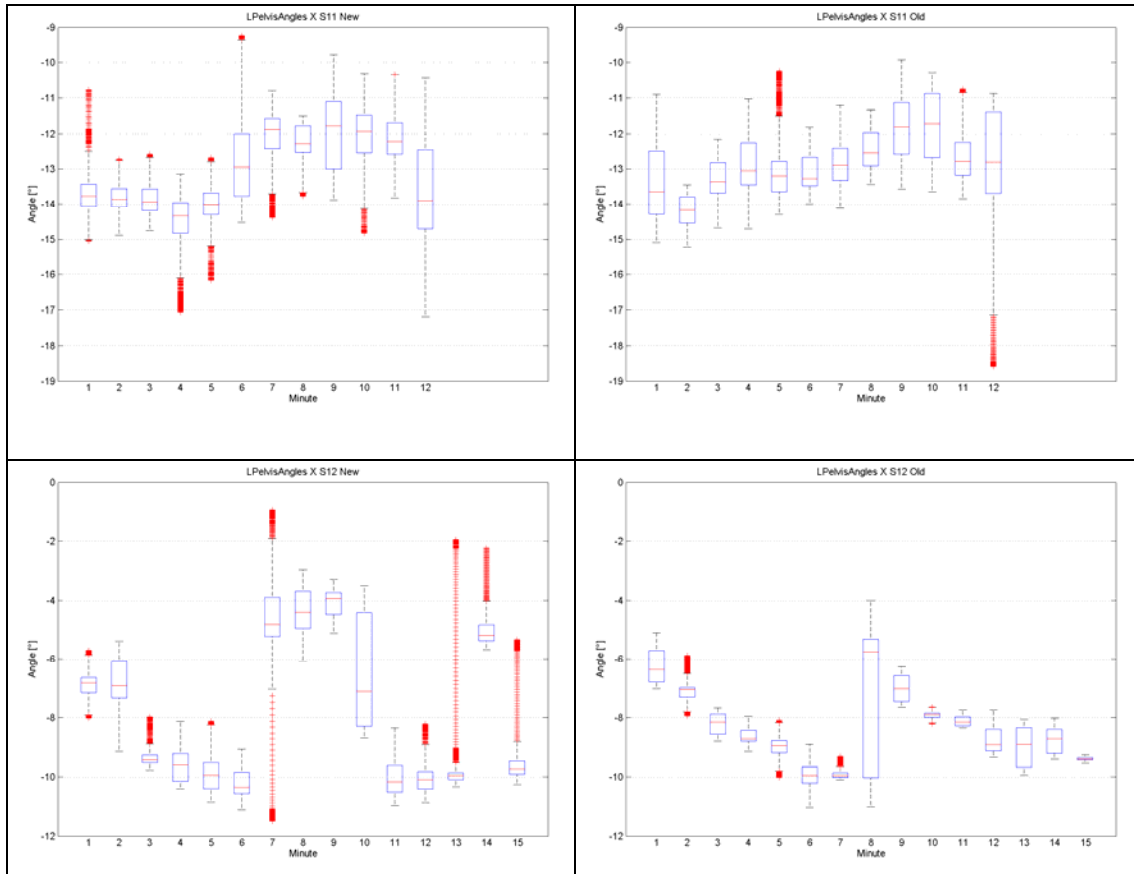 LPelvisAngles X S11 New
-9
-10
-11
-12
-13
-14
-15
-16
-17
-18
-19
Angle [°]
1 2 3 4 5 6 7 8 9 10 11 12
Minute
LPelvisAngles X S11 Old
-9
-10
-11
-12
-13
-14
-15
-16
-17
-18
-19
Angle [°]
1 2 3 4 5 6 7 8 9 10 11 12
Minute
LPelvisAngles X S12 New
0
-2
-4
-6
-8
-10
-12
Angle [°]
1 2 3 4 5 6 7 8 9 10 11 12 13 14 15
Minute
LPelvisAngles X S12 Old
0
-2
-4
-6
-8
-10
-12
Angle [°]
1 2 3 4 5 6 7 8 9 10 11 12 13 14 15
Minute